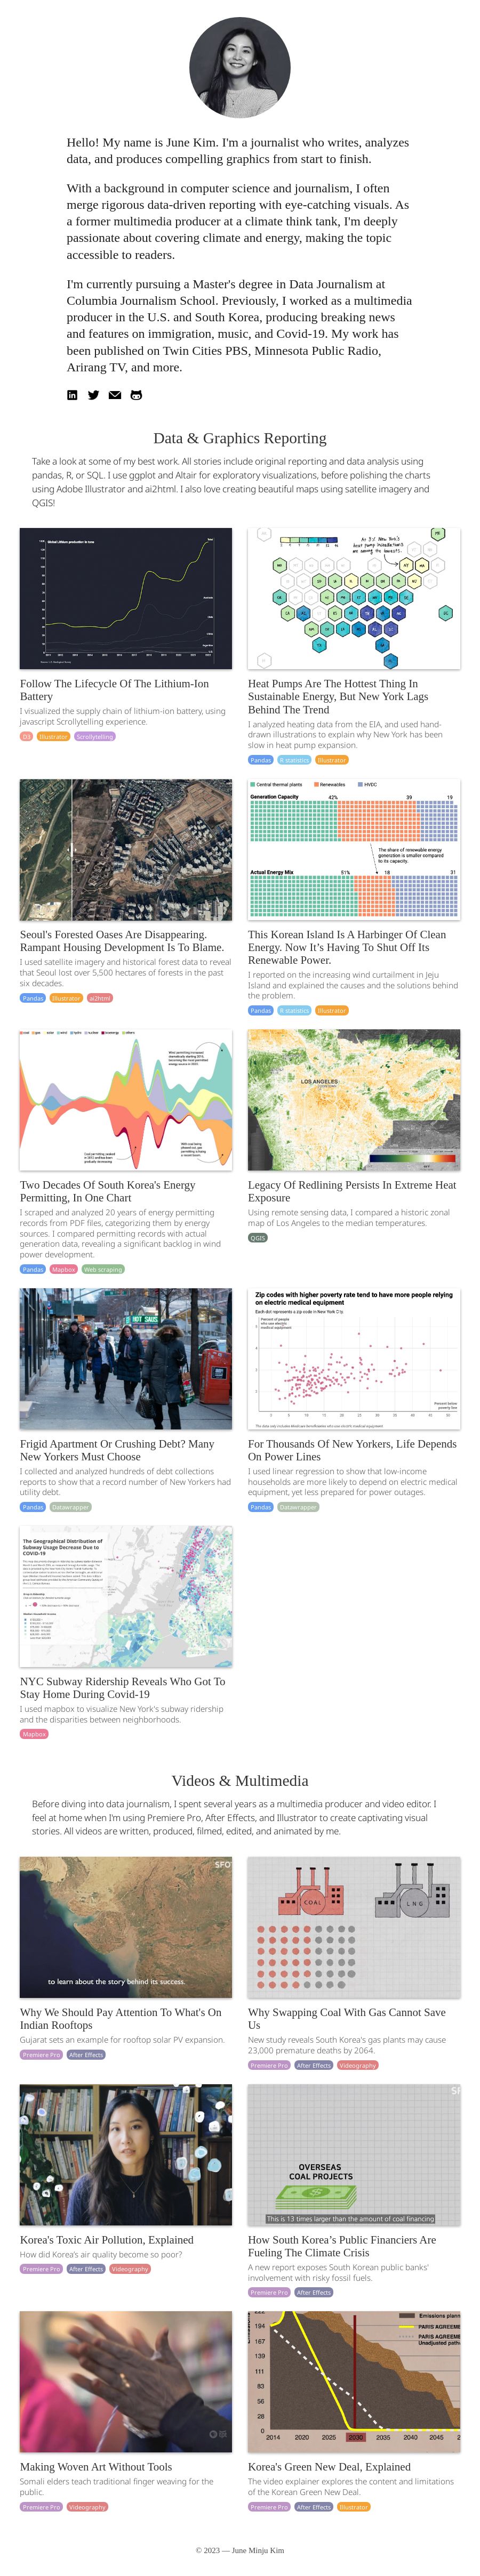 Hello! My name is June Kim. I'm a journalist who writes, analyzes
data, and produces compelling graphics from start to finish.
With a background in computer science and journalism, I often
merge rigorous data-driven reporting with eye-catching visuals. As
a former multimedia producer at a climate think tank, I'm deeply
passionate about covering climate and energy, making the topic
accessible to readers.
I'm currently pursuing a Master's degree in Data Journalism at
Columbia Journalism School. Previously, I worked as a multimedia
producer in the U.S. and South Korea, producing breaking news
and features on immigration, music, and Covid-19. My work has
been published on Twin Cities PBS, Minnesota Public Radio,
Arirang TV, and more.
Data & Graphics Reporting
Take a look at some of my best work. All stories include original reporting and data analysis using
pandas, R, or SQL. I use ggplot and Altair for exploratory visualizations, before polishing the charts
using Adobe Illustrator and ai2html. I also love creating beautiful maps using satellite imagery and
QGIS!
Global Lithium production in tons
Follow The Lifecycle Of The Lithium-Ion
Battery
I visualized the supply chain of lithium-ion battery, using
javascript Scrollytelling experience.
D3 Illustrator Scrollytelling
Heat Pumps Are The Hottest Thing In
Sustainable Energy, But New York Lags
Behind The Trend
I analyzed heating data from the EIA, and used hand-
drawn illustrations to explain why New York has been
slow in heat pump expansion.
Pandas R statistics Illustrator
Seoul's Forested Oases Are Disappearing.
Rampant Housing Development Is To Blame.
I used satellite imagery and historical forest data to reveal
that Seoul lost over 5,500 hectares of forests in the past
six decades.
Pandas Illustrator ai2html
Central thermal plants Renewables HVEC
Generation Capacity 42% 39 19
The share of renewable energy
generation is smaller compared
to its capacity.
Actual Energy Mix 51% 18 31
This Korean Island Is A Harbinger Of Clean
Energy. Now It's Having To Shut Off Its
Renewable Power.
I reported on the increasing wind curtailment in Jeju
Island and explained the causes and the solutions behind
the problem.
Pandas R statistics Illustrator
Two Decades Of South Korea's Energy
Permitting, In One Chart
I scraped and analyzed 20 years of energy permitting
records from PDF files, categorizing them by energy
sources. I compared permitting records with actual
generation data, revealing a significant backlog in wind
power development.
Pandas Mapbox Web scraping
LOS ANGELES
Legacy Of Redlining Persists In Extreme Heat
Exposure
Using remote sensing data, I compared a historic zonal
map of Los Angeles to the median temperatures.
QGIS
Frigid Apartment Or Crushing Debt? Many
New Yorkers Must Choose
I collected and analyzed hundreds of debt collections
reports to show that a record number of New Yorkers had
utility debt.
Pandas Datawrapper
Zip codes with higher poverty rate tend to have more people relying
on electric medical equipment
Each dot represents a zip code in New York City.
For Thousands Of New Yorkers, Life Depends
On Power Lines
I used linear regression to show that low-income
households are more likely to depend on electric medical
equipment, yet less prepared for power outages.
Pandas Datawrapper
The Geographical Distribution of
Subway Usage Decrease Due to
COVID-19
NYC Subway Ridership Reveals Who Got To
Stay Home During Covid-19
I used mapbox to visualize New York's subway ridership
and the disparities between neighborhoods.
Mapbox
Videos & Multimedia
Before diving into data journalism, I spent several years as a multimedia producer and video editor. I
feel at home when I'm using Premiere Pro, After Effects, and Illustrator to create captivating visual
stories. All videos are written, produced, filmed, edited, and animated by me.
to learn about the story behind its success.
Why We Should Pay Attention To What's On
Indian Rooftops
Gujarat sets an example for rooftop solar PV expansion.
Premiere Pro After Effects
COAL LNG
Why Swapping Coal With Gas Cannot Save
Us
New study reveals South Korea's gas plants may cause
23,000 premature deaths by 2064.
Premiere Pro After Effects Videography
Korea's Toxic Air Pollution, Explained
How did Korea's air quality become so poor?
Premiere Pro After Effects Videography
OVERSEAS
COAL PROJECTS
This is 13 times larger than the amount of coal financing
How South Korea's Public Financiers Are
Fueling The Climate Crisis
A new report exposes South Korean public banks'
involvement with risky fossil fuels.
Premiere Pro After Effects
Making Woven Art Without Tools
Somali elders teach traditional finger weaving for the
public.
Premiere Pro Videography
194
167
139
111
83
56
28
0
2014 2020 2025 2030 2035 2040 2045
Korea's Green New Deal, Explained
The video explainer explores the content and limitations
of the Korean Green New Deal.
Premiere Pro After Effects Illustrator
© 2023 — June Minju Kim